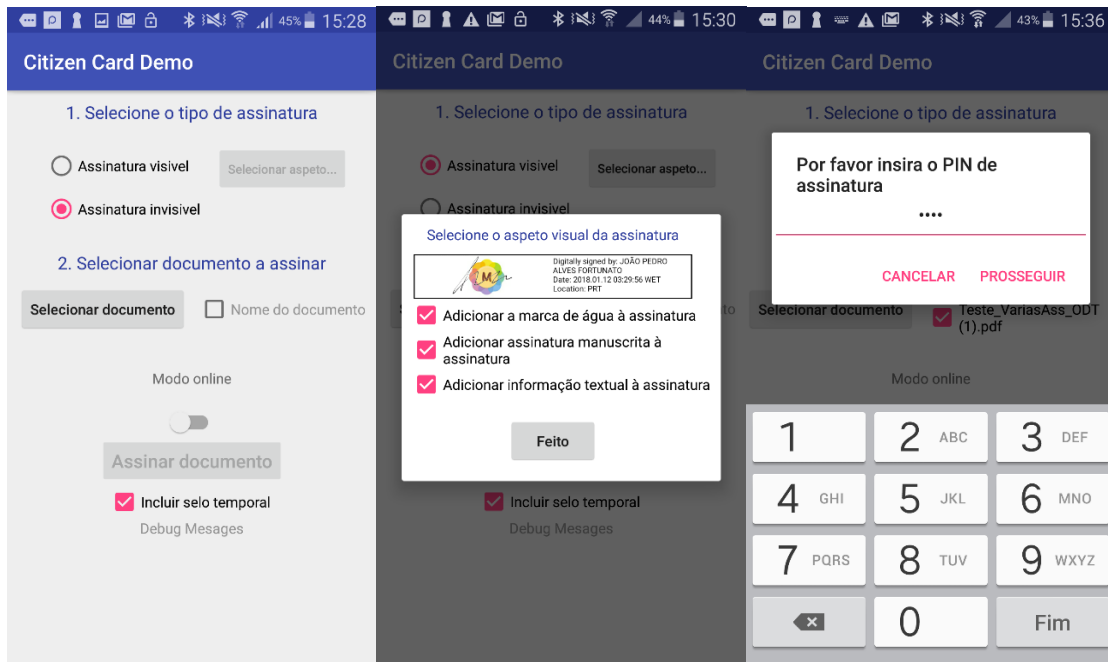 45% 15:28
Citizen Card Demo
1. Selecione o tipo de assinatura
Assinatura visivel
Selecionar aspeto...
Assinatura invisivel
2. Selecionar documento a assinar
Selecionar documento
Nome do documento
Modo online
Assinar documento
Incluir selo temporal
Debug Mesages
44% 15:30
Citizen Card Demo
1. Selecione o tipo de assinatura
Assinatura visivel
Selecionar aspeto...
Assinatura invisivel
Selecione o aspeto visual da assinatura
M
Digitally signed by: JOÃO PEDRO
ALVES FORTUNATO
Date: 2018.01.12 03:29:56 WET
Location: PRT
Adicionar a marca de água à assinatura
Adicionar assinatura manuscrita à
assinatura
Adicionar informação textual à assinatura
Feito
Incluir selo temporal
Debug Mesages
43% 15:36
Citizen Card Demo
1. Selecione o tipo de assinatura
Por favor insira o PIN de
assinatura
••••
CANCELAR PROSSEGUIR
Selecionar documento
Teste_VariasAss_ODT
(1).pdf
Modo online
1
2 ABC
3 DEF
4 GHI
5 JKL
6 MNO
7 PQRS
8 TUV
9 WXYZ
0
Fim